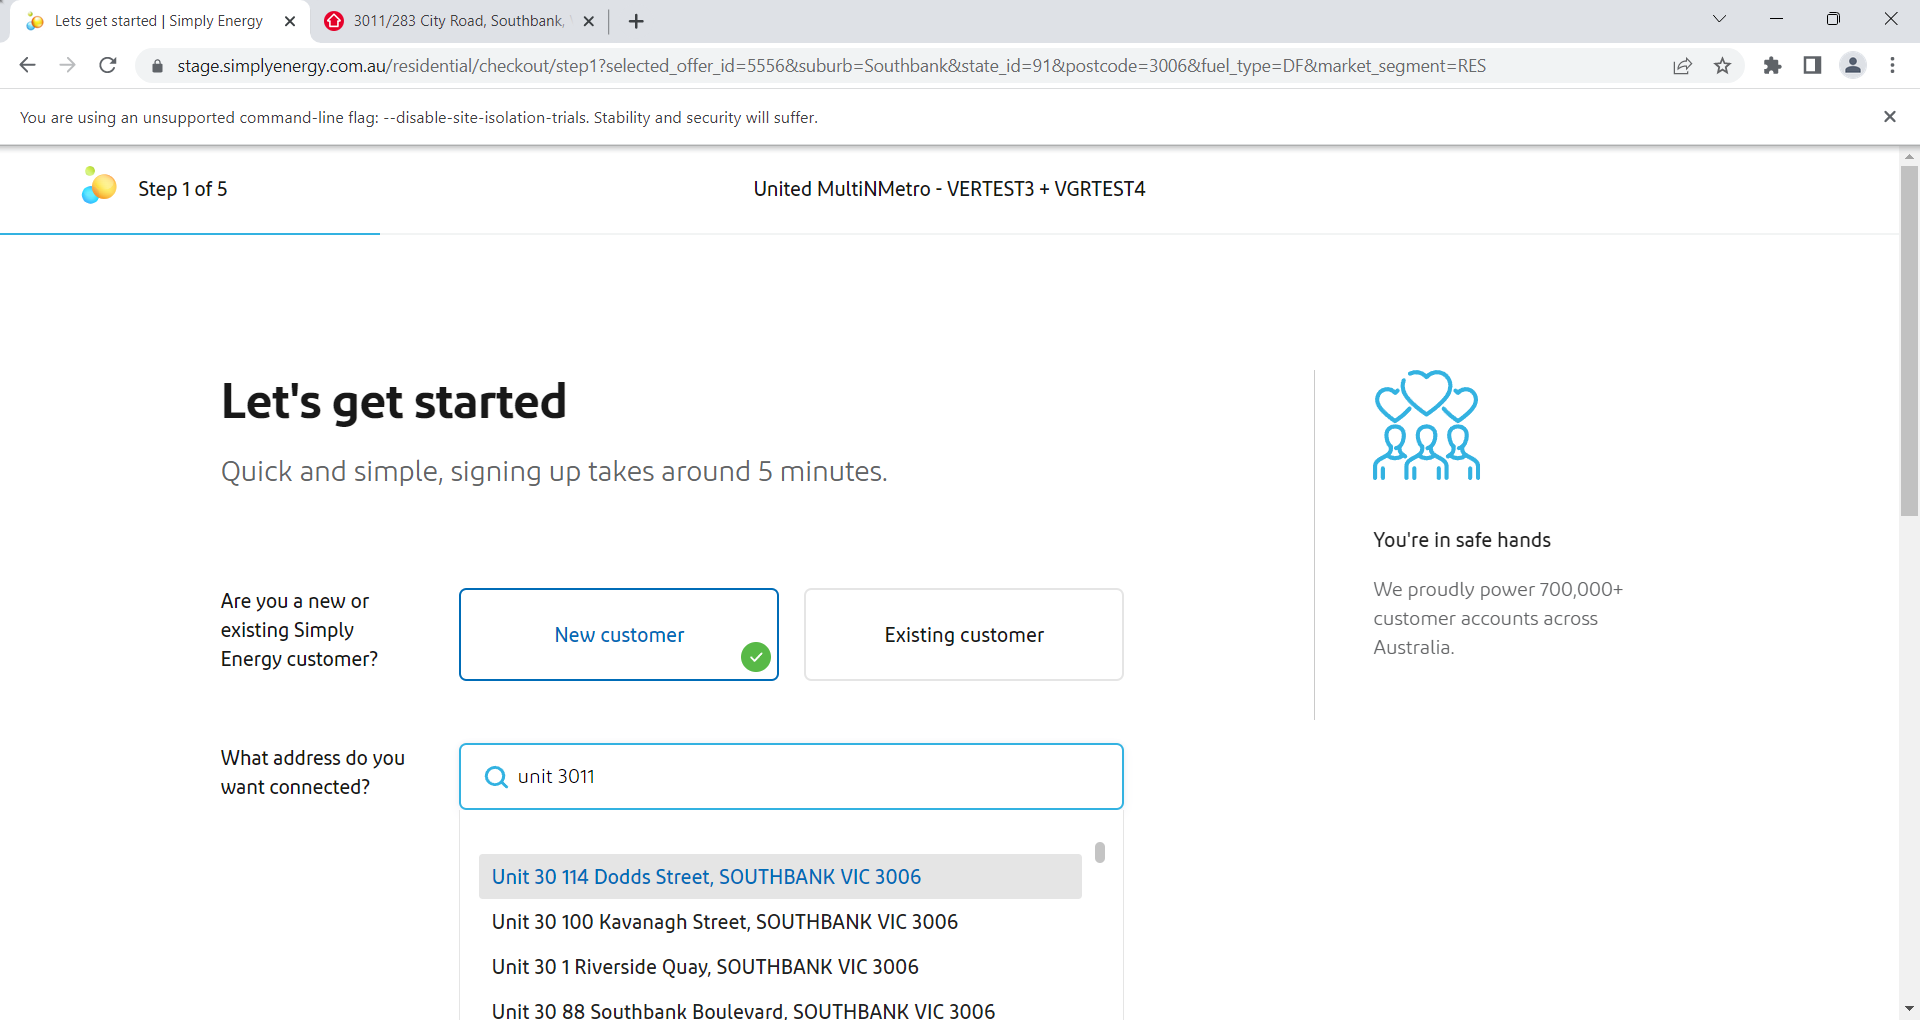 Lets get started | Simply Energy
3011/283 City Road, Southbank,
stage.simplyenergy.com.au/residential/checkout/step1?selected_offer_id=5556&suburb=Southbank&state_id=91&postcode=3006&fuel_type=DF&market_segment=RES
You are using an unsupported command-line flag: --disable-site-isolation-trials. Stability and security will suffer.
Step 1 of 5
United MultiNMetro - VERTEST3 + VGRTEST4
Let's get started
Quick and simple, signing up takes around 5 minutes.
Are you a new or
existing Simply
Energy customer?
New customer
Existing customer
You're in safe hands
We proudly power 700,000+
customer accounts across
Australia.
What address do you
want connected?
unit 3011
Unit 30 114 Dodds Street, SOUTHBANK VIC 3006
Unit 30 100 Kavanagh Street, SOUTHBANK VIC 3006
Unit 30 1 Riverside Quay, SOUTHBANK VIC 3006
Unit 30 88 Southbank Boulevard, SOUTHBANK VIC 3006